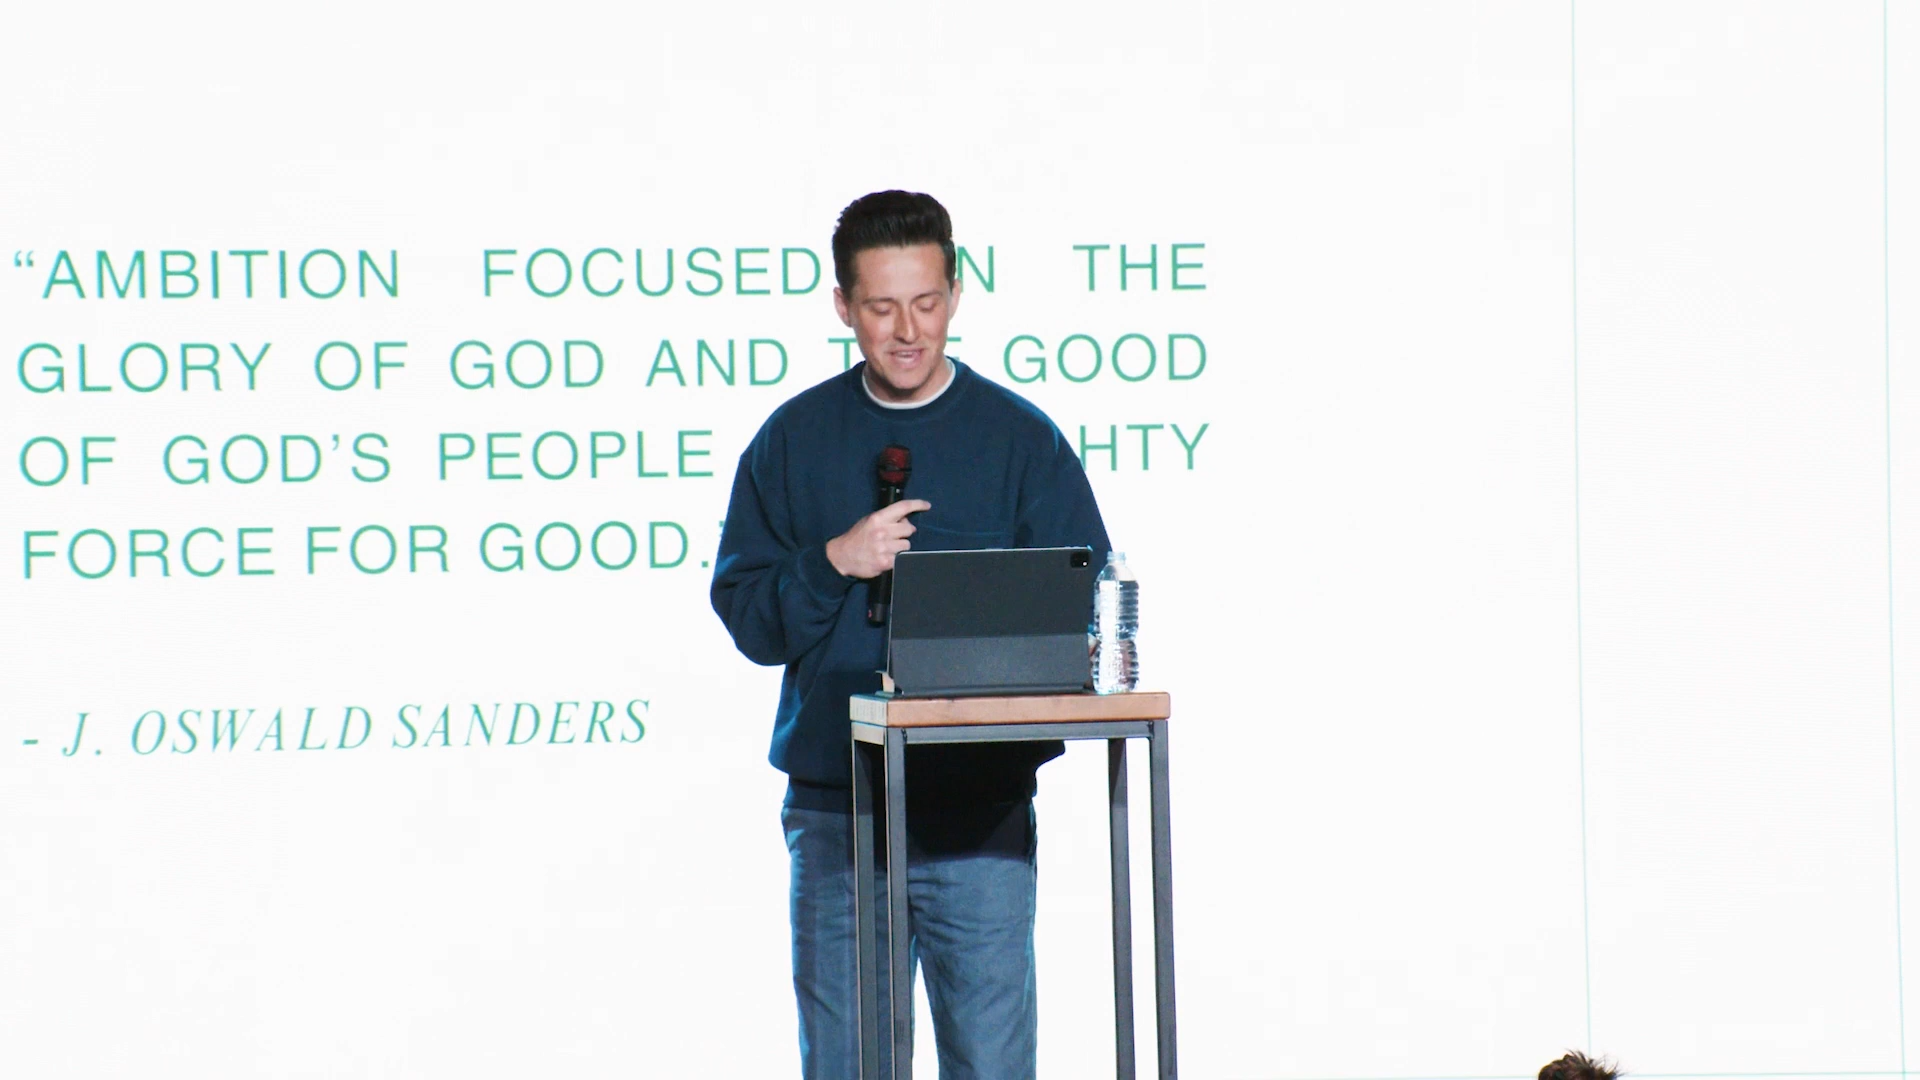 “AMBITION FOCUSED N THE
GLORY OF GOD AND GOOD
OF GOD’S PEOPLE HTY
FORCE FOR GOOD.”
- J. OSWALD SANDERS